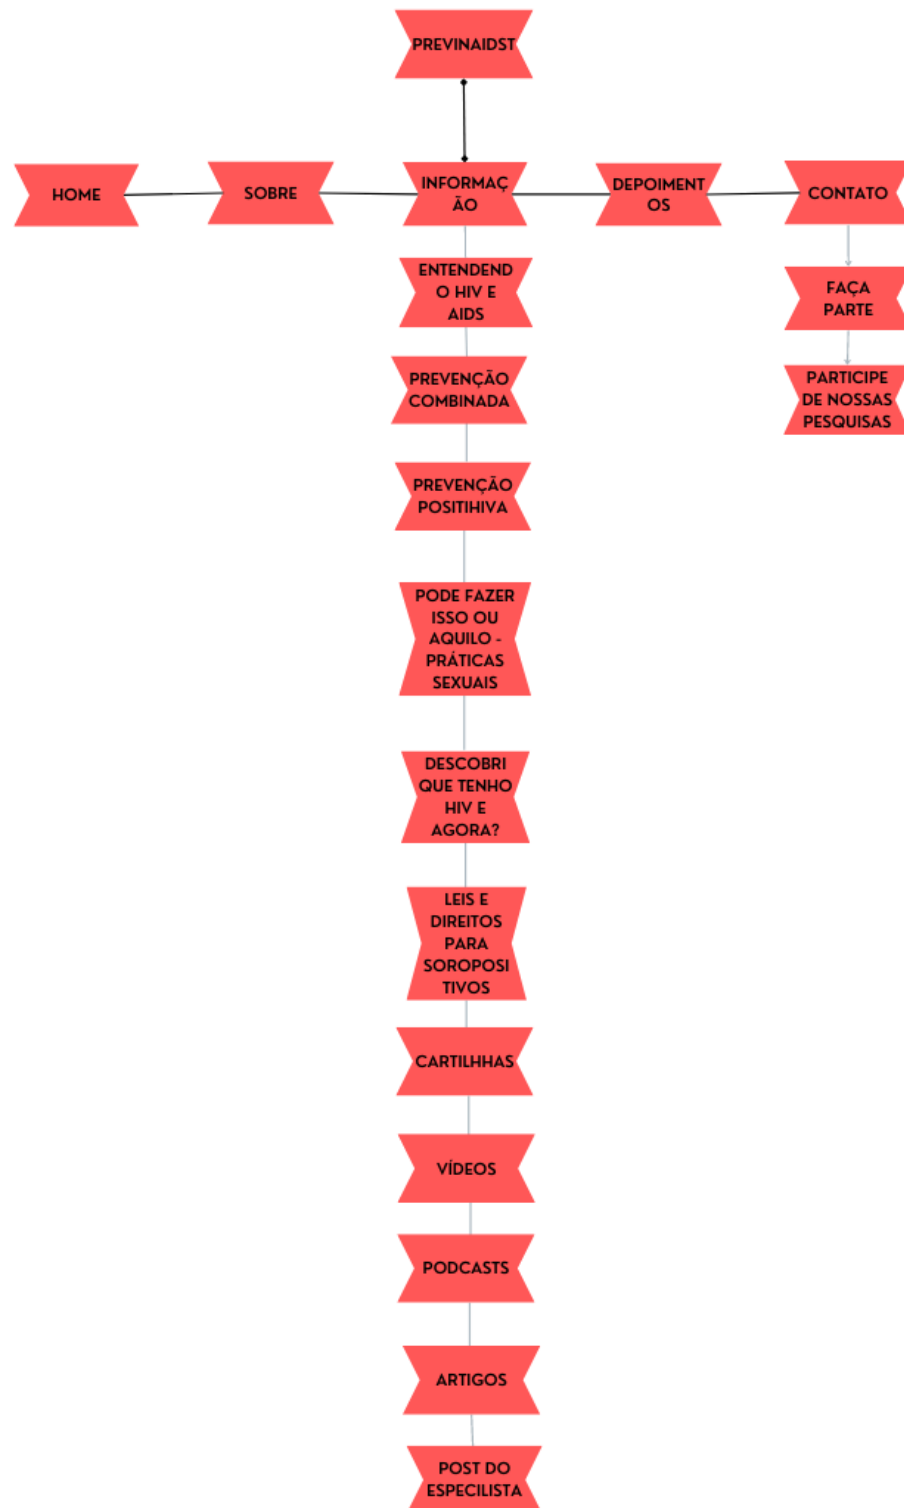 PREVINAIDST
HOME
SOBRE
INFORMAÇ
ÃO
DEPOIMENT
OS
CONTATO
ENTENDEND
O HIV E
AIDS
PREVENÇÃO
COMBINADA
PREVENÇÃO
POSITIHIVA
PODE FAZER
ISSO OU
AQUILO -
PRÁTICAS
SEXUAIS
DESCOBRI
QUE TENHO
HIV E
AGORA?
LEIS E
DIREITOS
PARA
SOROPOSI
TIVOS
CARTILHHAS
VÍDEOS
PODCASTS
ARTIGOS
POST DO
ESPECILISTA
FAÇA
PARTE
PARTICIPE
DE NOSSAS
PESQUISAS